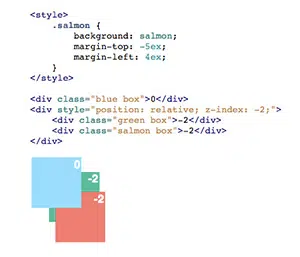 <style>
    .salmon {
        background: salmon;
        margin-top: -5ex;
        margin-left: 4ex;
    }
</style>

<div class="blue box">0</div>
<div style="position: relative; z-index: -2;">
    <div class="green box">-2</div>
    <div class="salmon box">-2</div>
</div>
0
-2
-2